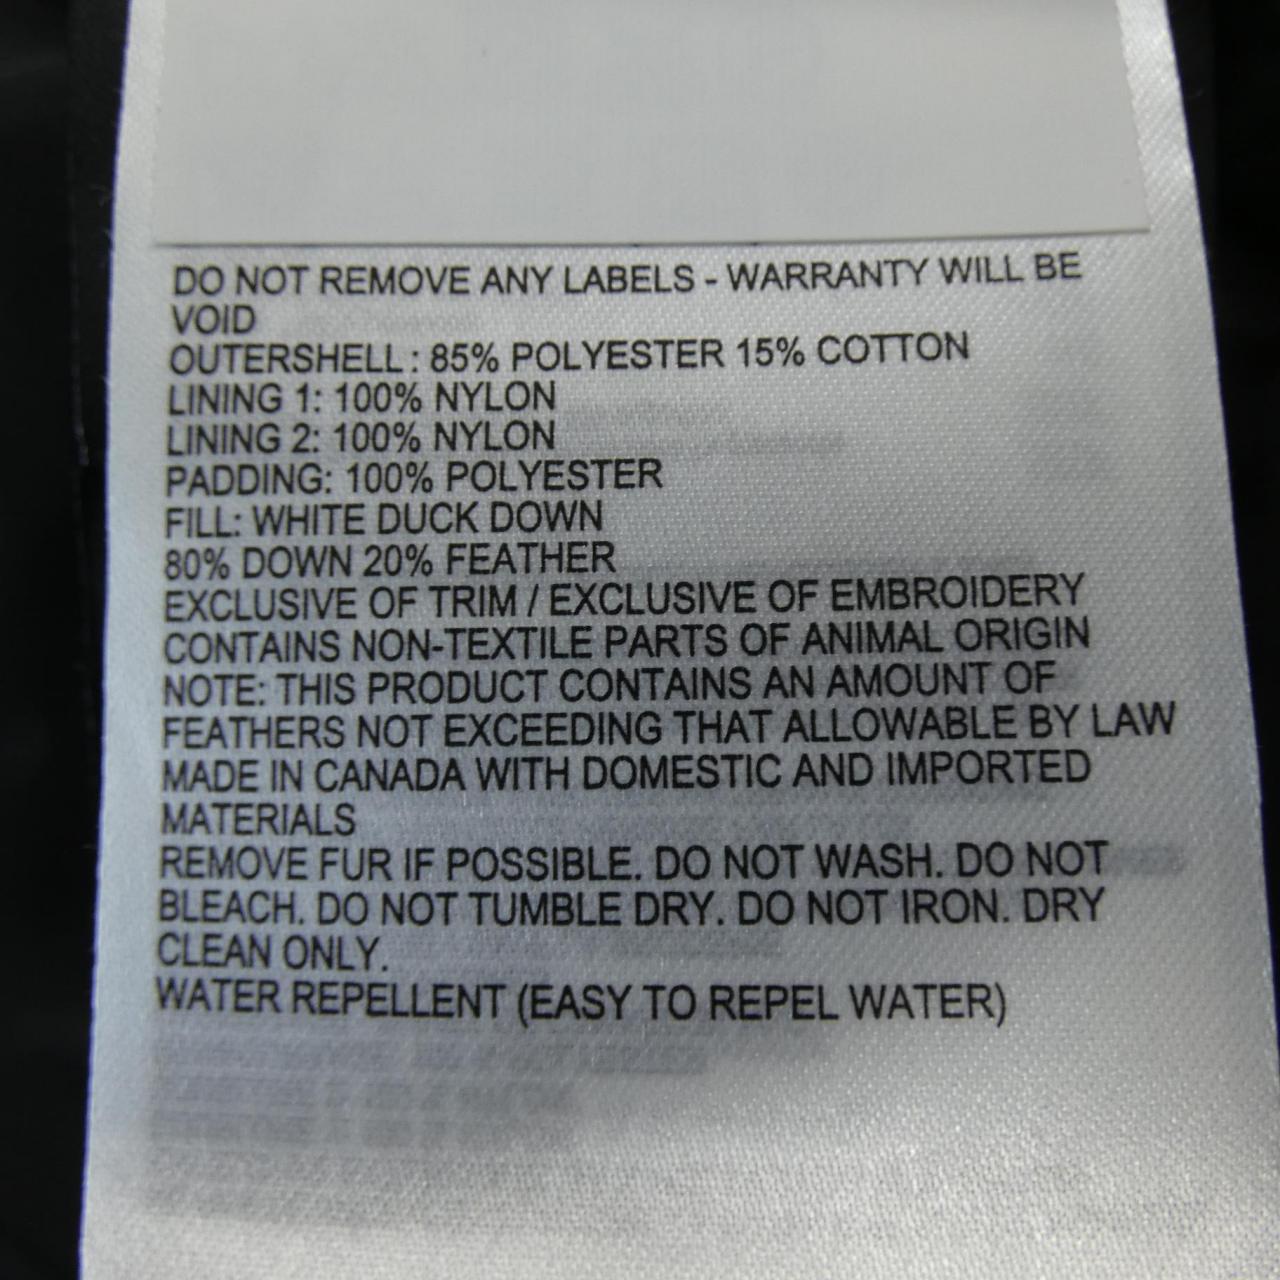 DO NOT REMOVE ANY LABELS - WARRANTY WILL BE
VOID
OUTERSHELL : 85% POLYESTER 15% COTTON
LINING 1: 100% NYLON
LINING 2: 100% NYLON
PADDING: 100% POLYESTER
FILL: WHITE DUCK DOWN
80% DOWN 20% FEATHER
EXCLUSIVE OF TRIM / EXCLUSIVE OF EMBROIDERY
CONTAINS NON-TEXTILE PARTS OF ANIMAL ORIGIN
NOTE: THIS PRODUCT CONTAINS AN AMOUNT OF
FEATHERS NOT EXCEEDING THAT ALLOWABLE BY LAW
MADE IN CANADA WITH DOMESTIC AND IMPORTED
MATERIALS
REMOVE FUR IF POSSIBLE. DO NOT WASH. DO NOT
BLEACH. DO NOT TUMBLE DRY. DO NOT IRON. DRY
CLEAN ONLY.
WATER REPELLENT (EASY TO REPEL WATER)